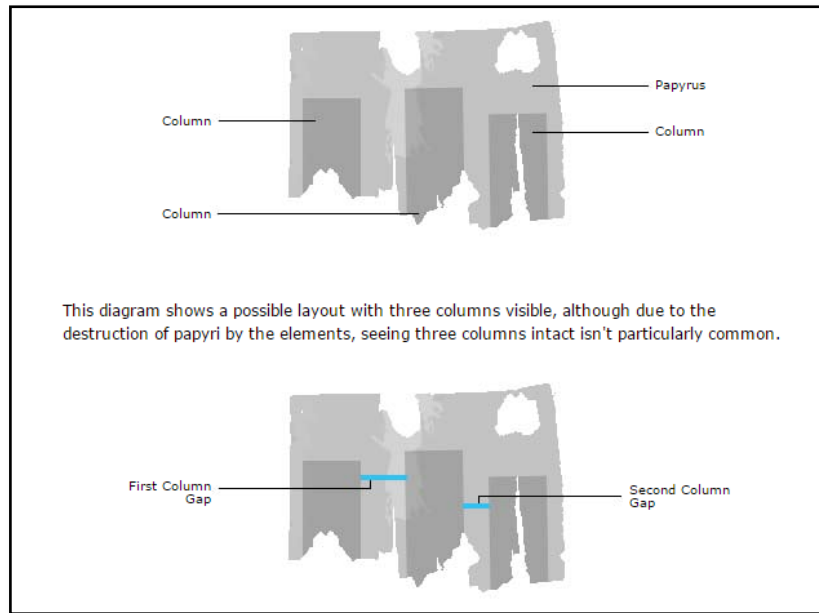 Papyrus
Column
Column
Column
This diagram shows a possible layout with three columns visible, although due to the
destruction of papyri by the elements, seeing three columns intact isn't particularly common.
First Column
Gap
Second Column
Gap